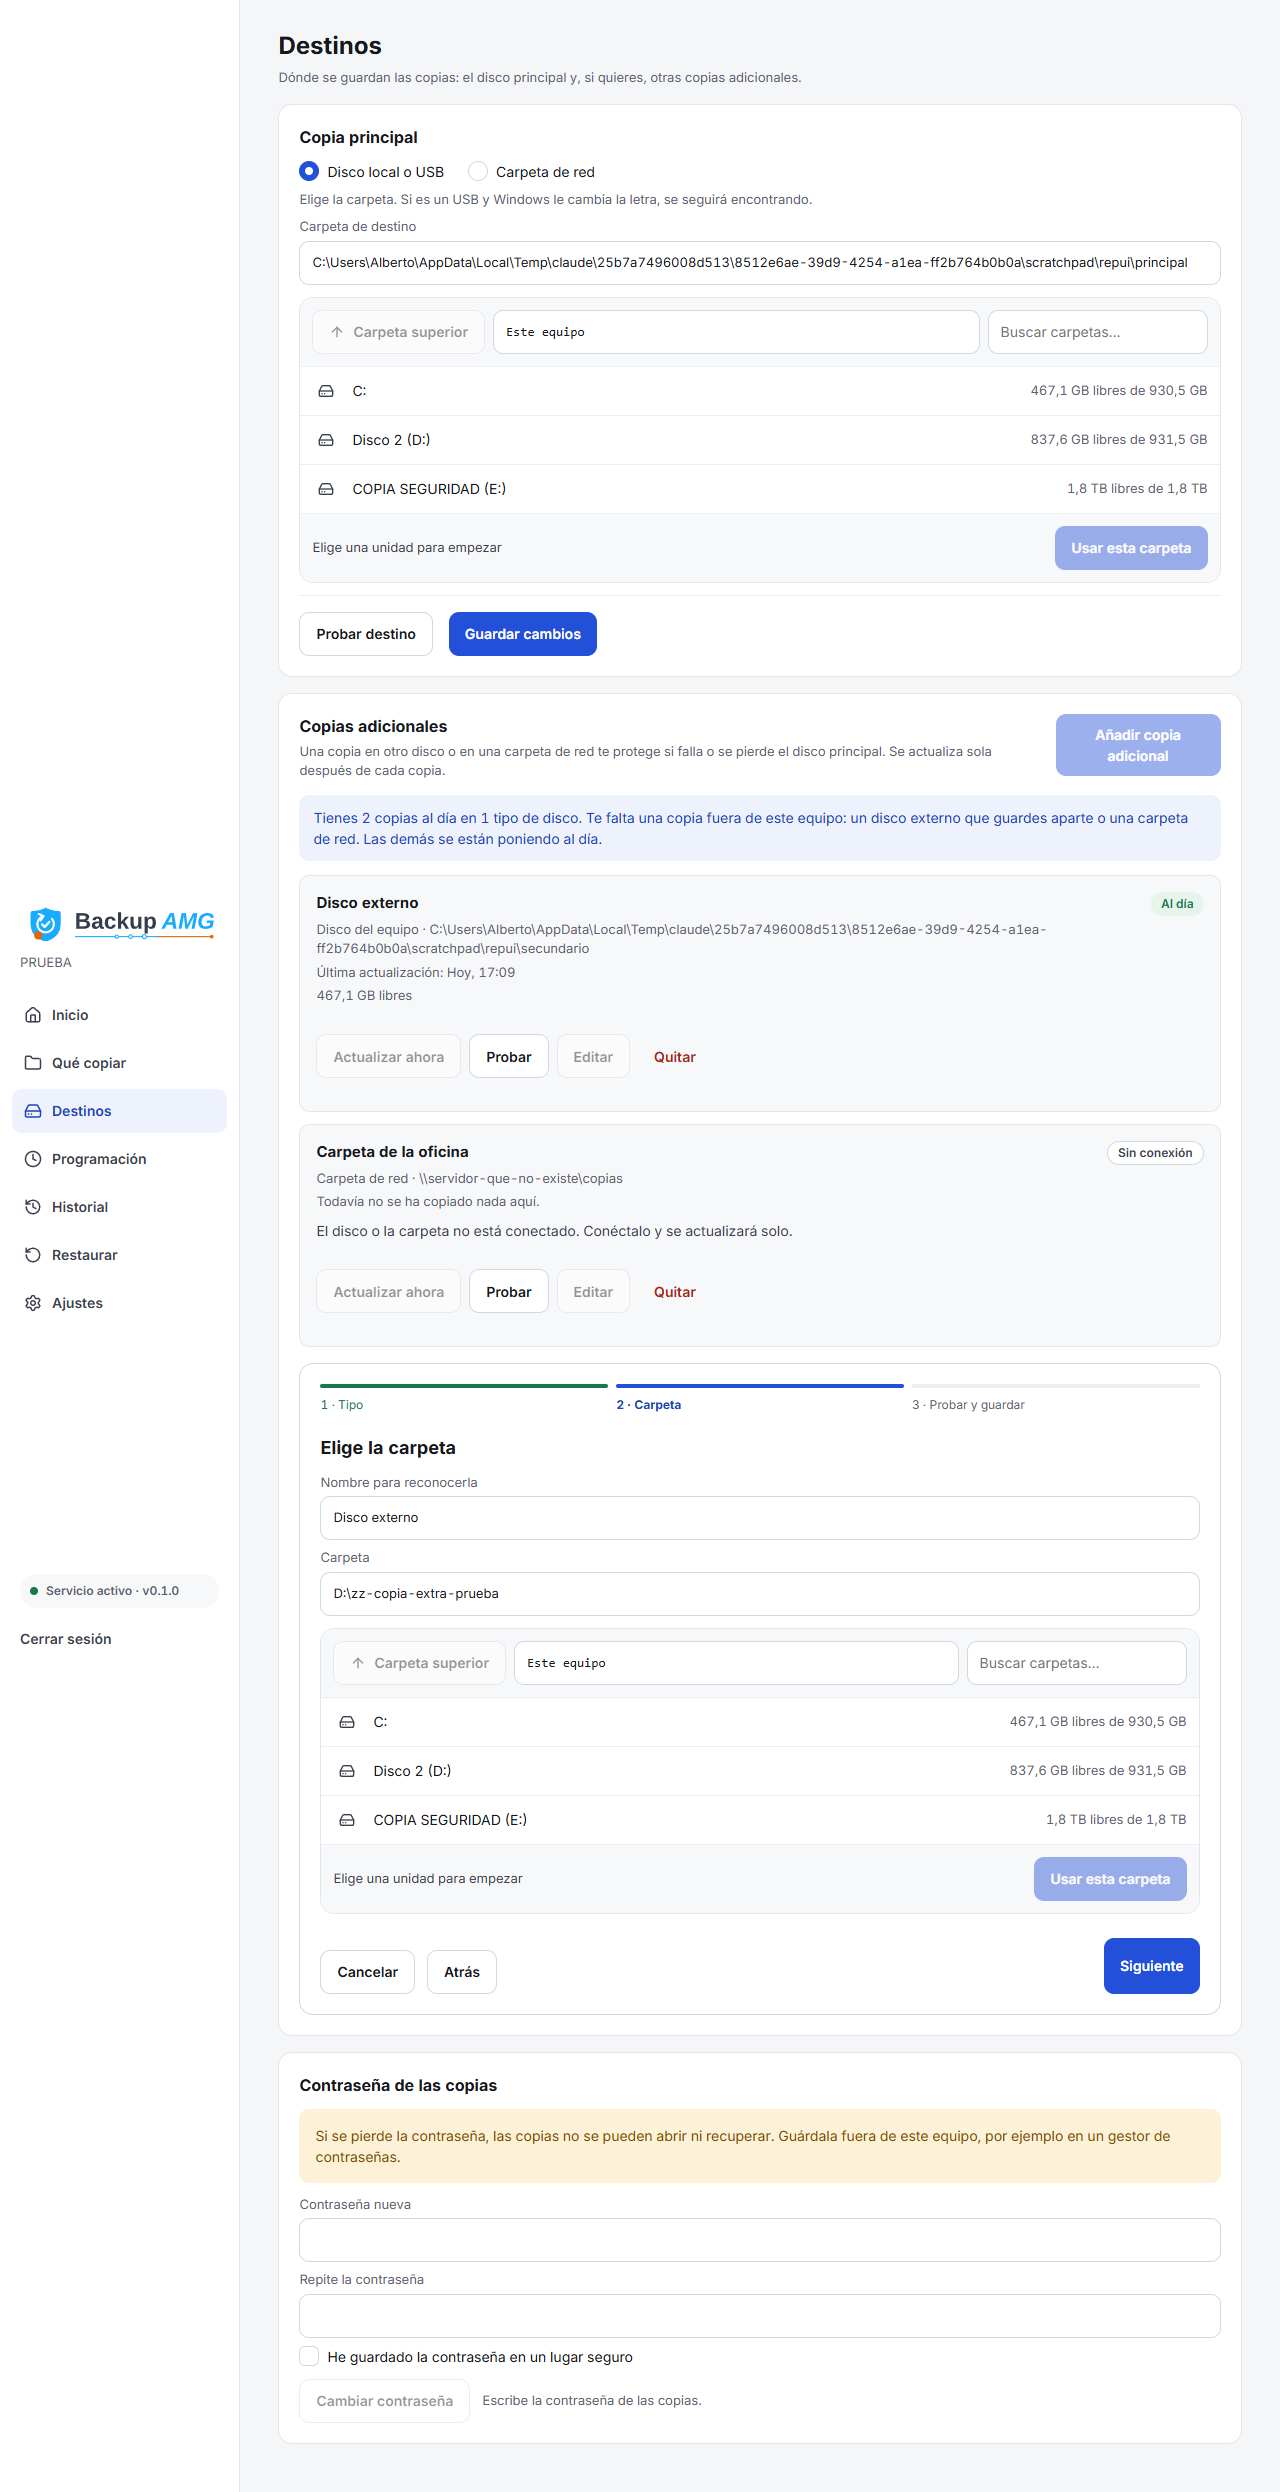 Destinos
Dónde se guardan las copias: el disco principal y, si quieres, otras copias adicionales.
Copia principal
Disco local o USB
Carpeta de red
Elige la carpeta. Si es un USB y Windows le cambia la letra, se seguirá encontrando.
Carpeta de destino
C:\Users\Alberto\AppData\Local\Temp\claude\25b7a7496008d513\8512e6ae-39d9-4254-a1ea-ff2b764b0b0a\scratchpad\repui\principal
Carpeta superior
Este equipo
Buscar carpetas...
C:
467,1 GB libres de 930,5 GB
Disco 2 (D:)
837,6 GB libres de 931,5 GB
COPIA SEGURIDAD (E:)
1,8 TB libres de 1,8 TB
Elige una unidad para empezar
Usar esta carpeta
Probar destino
Guardar cambios
Copias adicionales
Una copia en otro disco o en una carpeta de red te protege si falla o se pierde el disco principal. Se actualiza sola
después de cada copia.
Añadir copia
adicional
Tienes 2 copias al día en 1 tipo de disco. Te falta una copia fuera de este equipo: un disco externo que guardes aparte o una carpeta
de red. Las demás se están poniendo al día.
Disco externo
Al día
Disco del equipo · C:\Users\Alberto\AppData\Local\Temp\claude\25b7a7496008d513\8512e6ae-39d9-4254-a1ea-
ff2b764b0b0a\scratchpad\repui\secundario
Última actualización: Hoy, 17:09
467,1 GB libres
Actualizar ahora
Probar
Editar
Quitar
Carpeta de la oficina
Sin conexión
Carpeta de red · \\servidor-que-no-existe\copias
Todavía no se ha copiado nada aquí.
El disco o la carpeta no está conectado. Conéctalo y se actualizará solo.
Actualizar ahora
Probar
Editar
Quitar
1 · Tipo
2 · Carpeta
3 · Probar y guardar
Elige la carpeta
Nombre para reconocerla
Disco externo
Carpeta
D:\zz-copia-extra-prueba
Carpeta superior
Este equipo
Buscar carpetas...
C:
467,1 GB libres de 930,5 GB
Disco 2 (D:)
837,6 GB libres de 931,5 GB
COPIA SEGURIDAD (E:)
1,8 TB libres de 1,8 TB
Elige una unidad para empezar
Usar esta carpeta
Cancelar
Atrás
Siguiente
Contraseña de las copias
Si se pierde la contraseña, las copias no se pueden abrir ni recuperar. Guárdala fuera de este equipo, por ejemplo en un gestor de
contraseñas.
Contraseña nueva
Repite la contraseña
He guardado la contraseña en un lugar seguro
Cambiar contraseña
Escribe la contraseña de las copias.
Backup AMG
PRUEBA
Inicio
Qué copiar
Destinos
Programación
Historial
Restaurar
Ajustes
Servicio activo · v0.1.0
Cerrar sesión